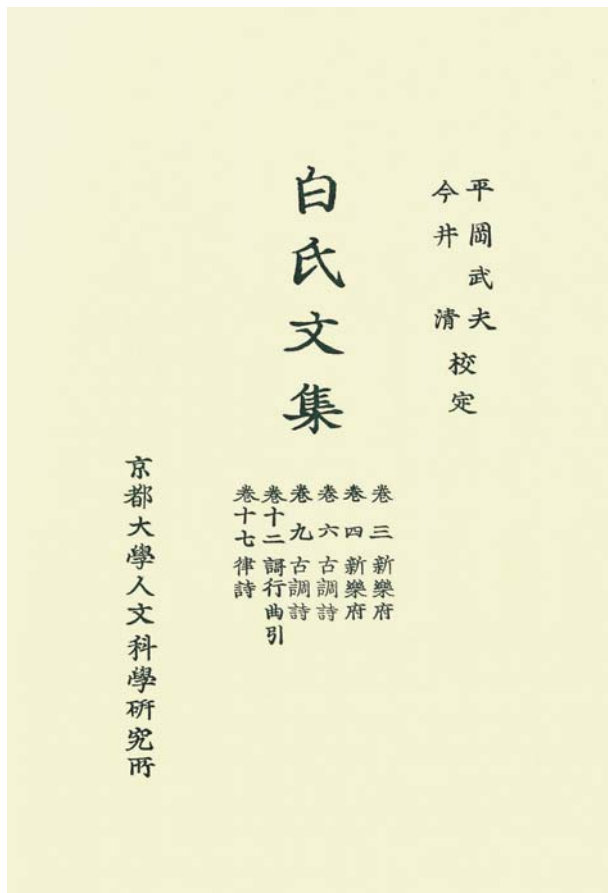 平岡武夫
今井　清
校定
白氏文集
卷　三　新樂府
卷　四　新樂府
卷　六　古調詩
卷　九　古調詩
卷十二　謌行曲引
卷十七　律詩
京都大學人文科學研究所